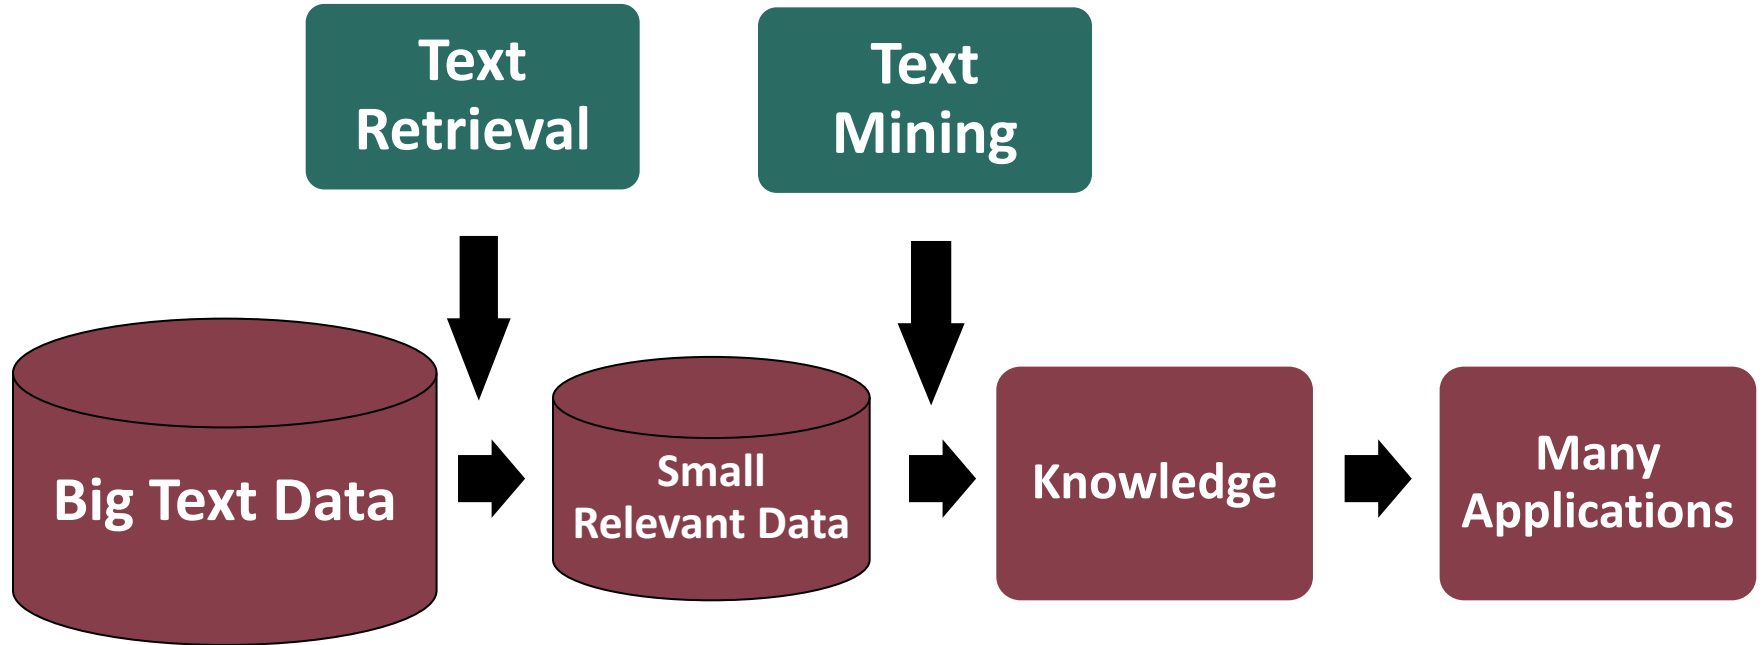 Text
Retrieval
Text
Mining
Big Text Data
Small
Relevant Data
Knowledge
Many
Applications